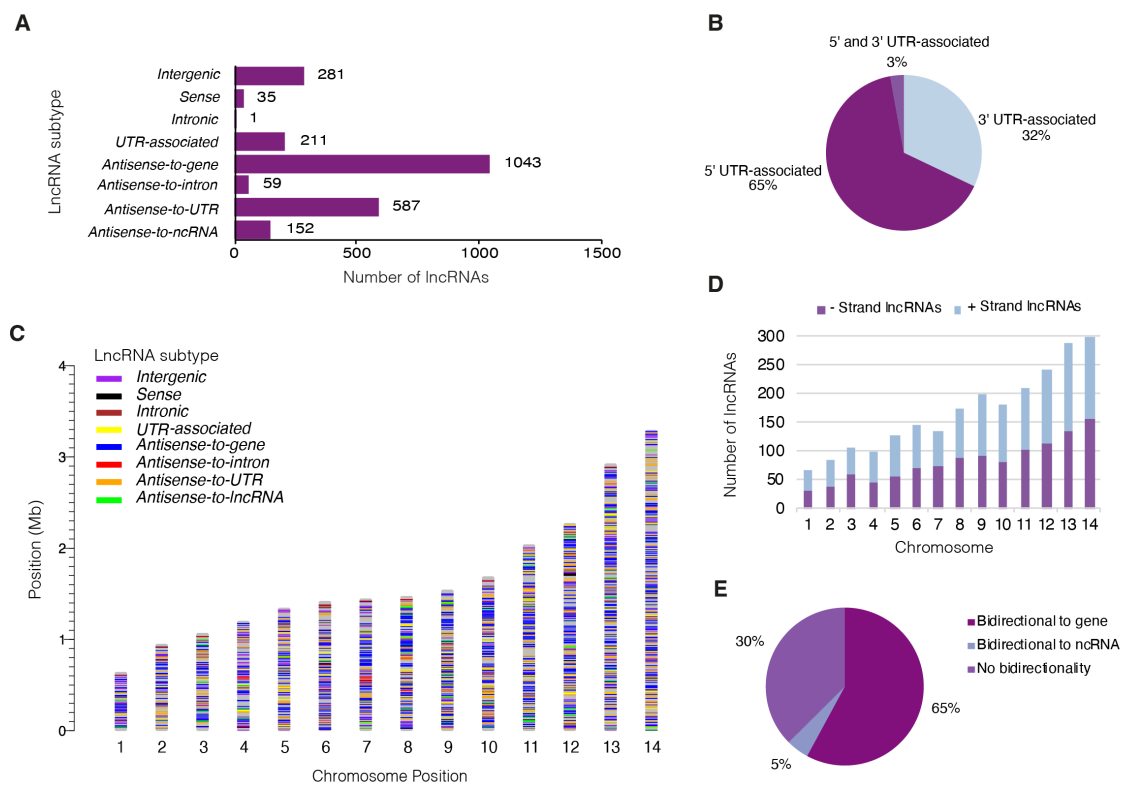 A
LncRNA subtype
Intergenic 281
Sense 35
Intronic 1
UTR-associated 211
Antisense-to-gene 1043
Antisense-to-intron 59
Antisense-to-UTR 587
Antisense-to-ncRNA 152
0 500 1000 1500
Number of lncRNAs
B
5' and 3' UTR-associated
3%
3' UTR-associated
32%
5' UTR-associated
65%
C
LncRNA subtype
Intergenic
Sense
Intronic
UTR-associated
Antisense-to-gene
Antisense-to-intron
Antisense-to-UTR
Antisense-to-lncRNA
Position (Mb)
4
3
2
1
0
1 2 3 4 5 6 7 8 9 10 11 12 13 14
Chromosome Position
D
- Strand lncRNAs + Strand lncRNAs
Number of lncRNAs
300
250
200
150
100
50
0
1 2 3 4 5 6 7 8 9 10 11 12 13 14
Chromosome
E
30%
65%
5%
Bidirectional to gene
Bidirectional to ncRNA
No bidirectionality